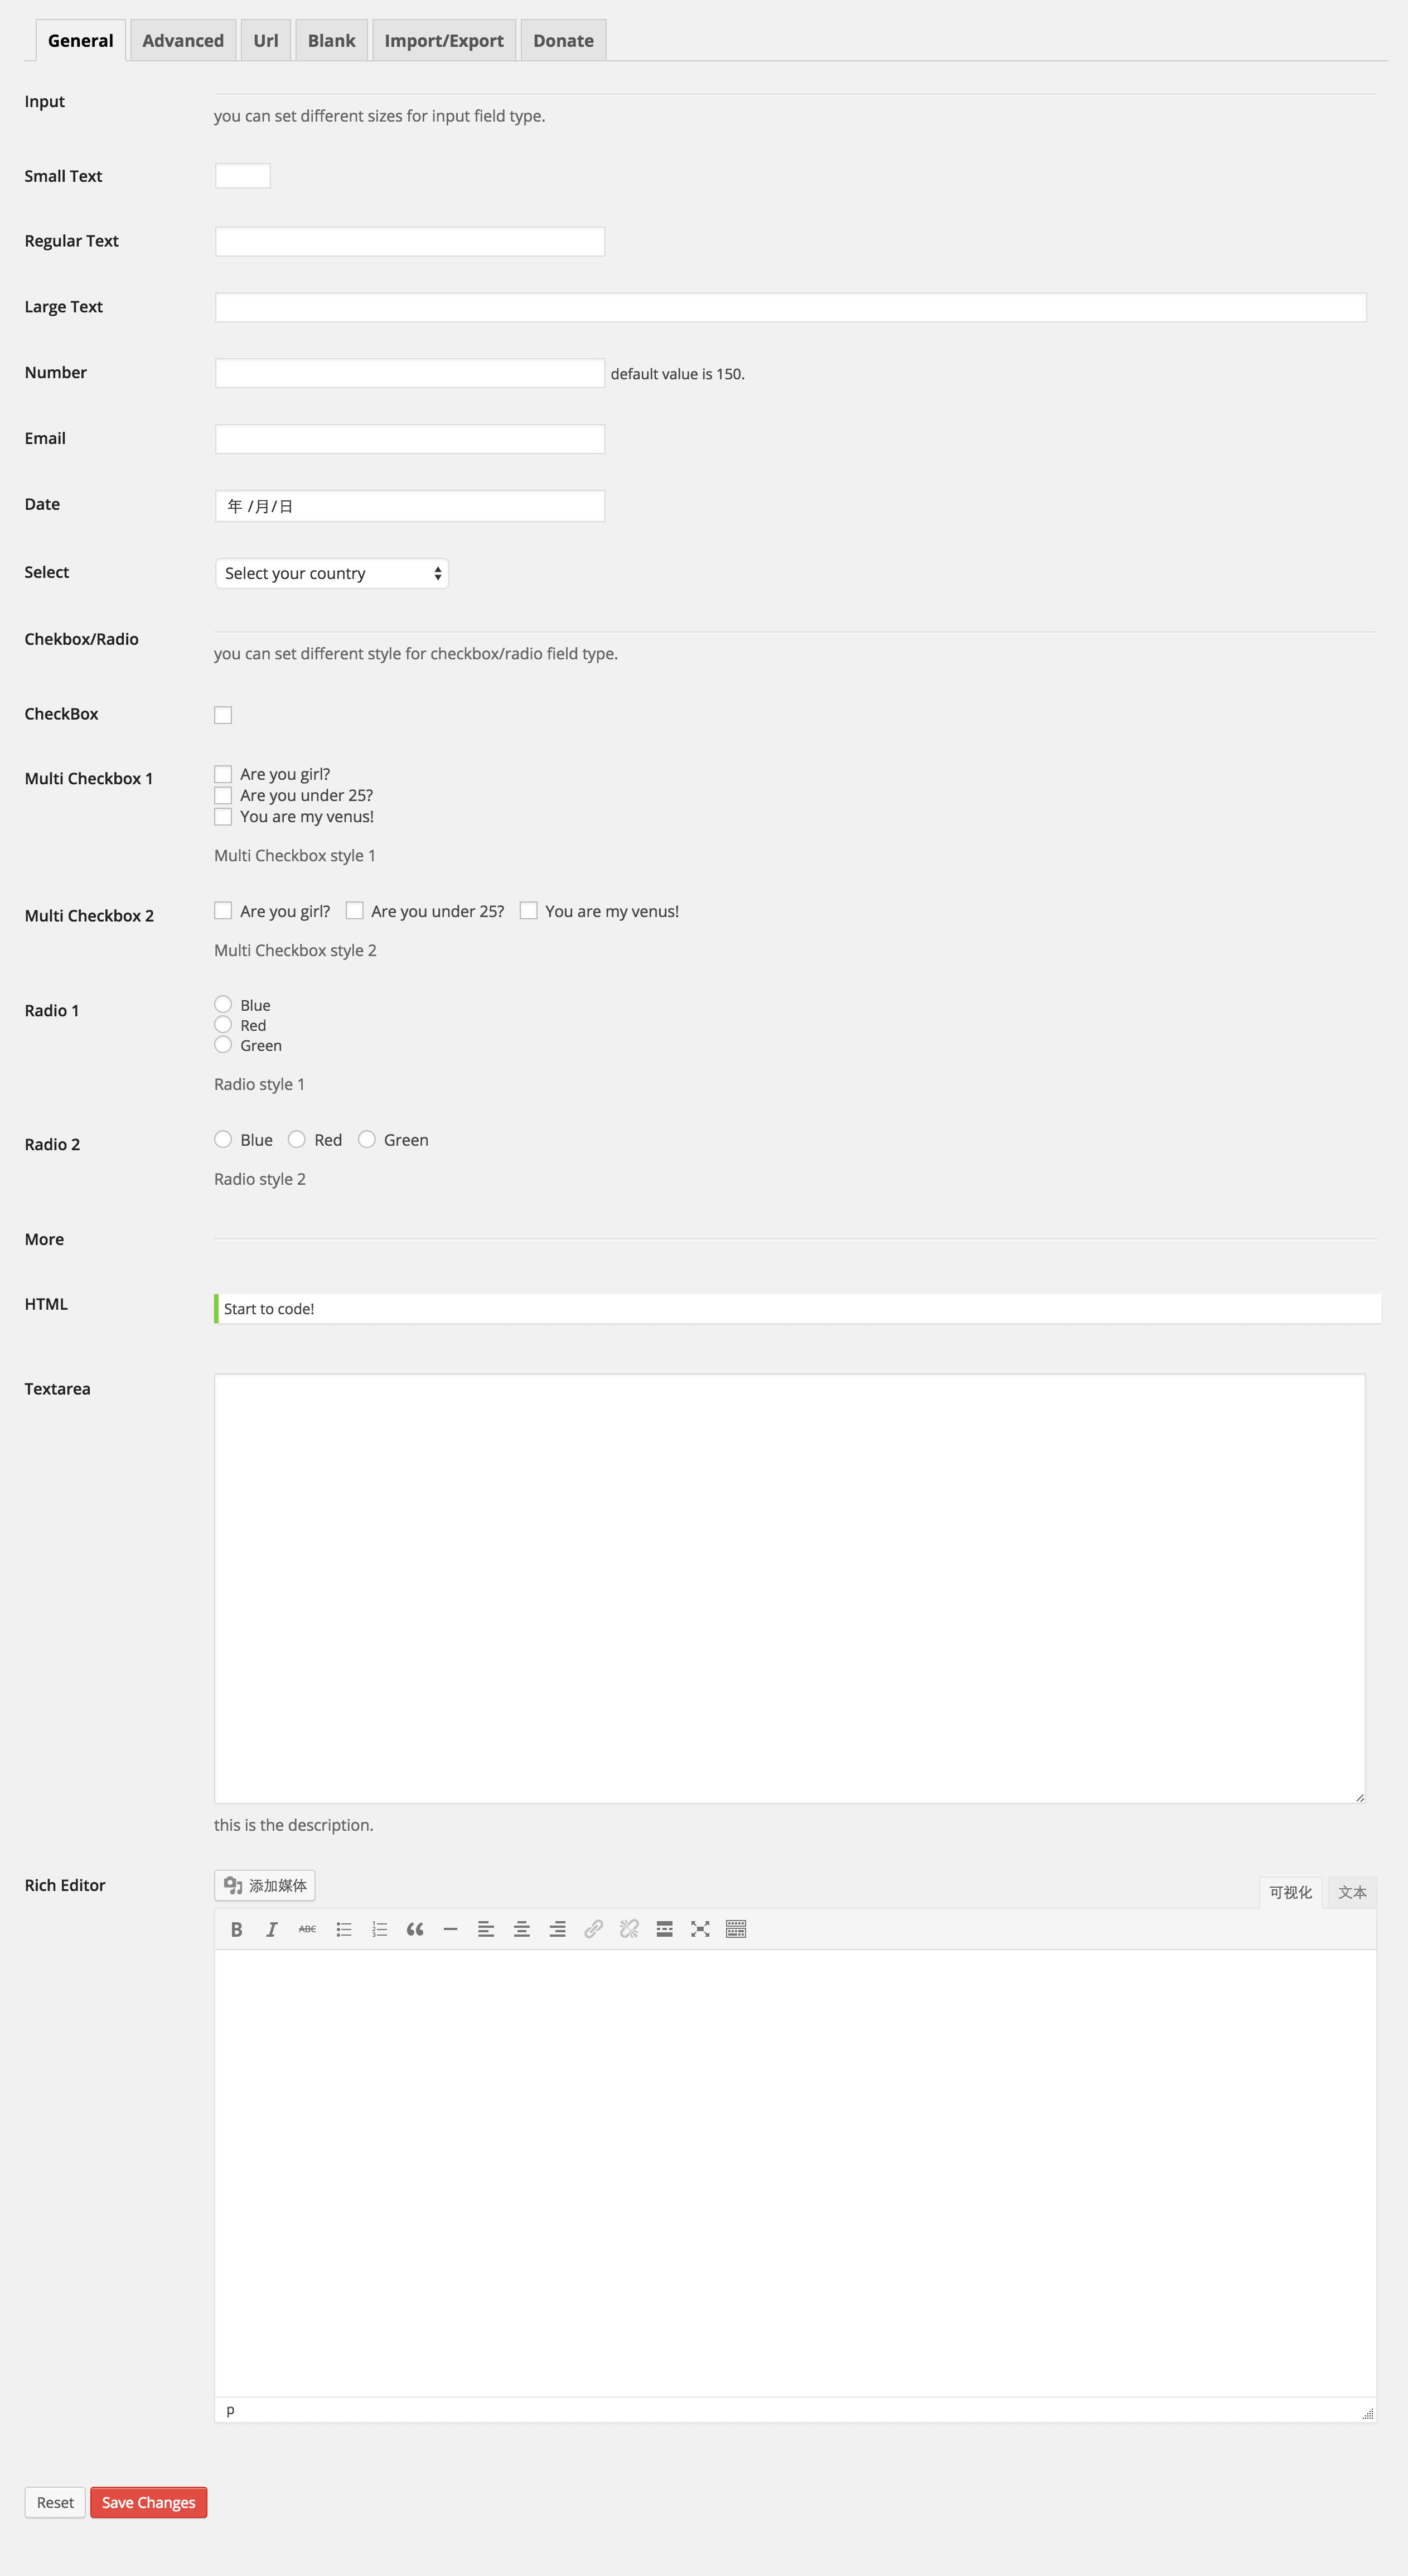 General Advanced Url Blank Import/Export Donate
Input
you can set different sizes for input field type.
Small Text
Regular Text
Large Text
Number default value is 150.
Email
Date 年 /月/日
Select Select your country
Chekbox/Radio
you can set different style for checkbox/radio field type.
CheckBox
Multi Checkbox 1 Are you girl?
Are you under 25?
You are my venus!
Multi Checkbox style 1
Multi Checkbox 2 Are you girl? Are you under 25? You are my venus!
Multi Checkbox style 2
Radio 1 Blue
Red
Green
Radio style 1
Radio 2 Blue Red Green
Radio style 2
More
HTML Start to code!
Textarea
this is the description.
Rich Editor 添加媒体 可视化 文本
B I ABC
p
Reset Save Changes